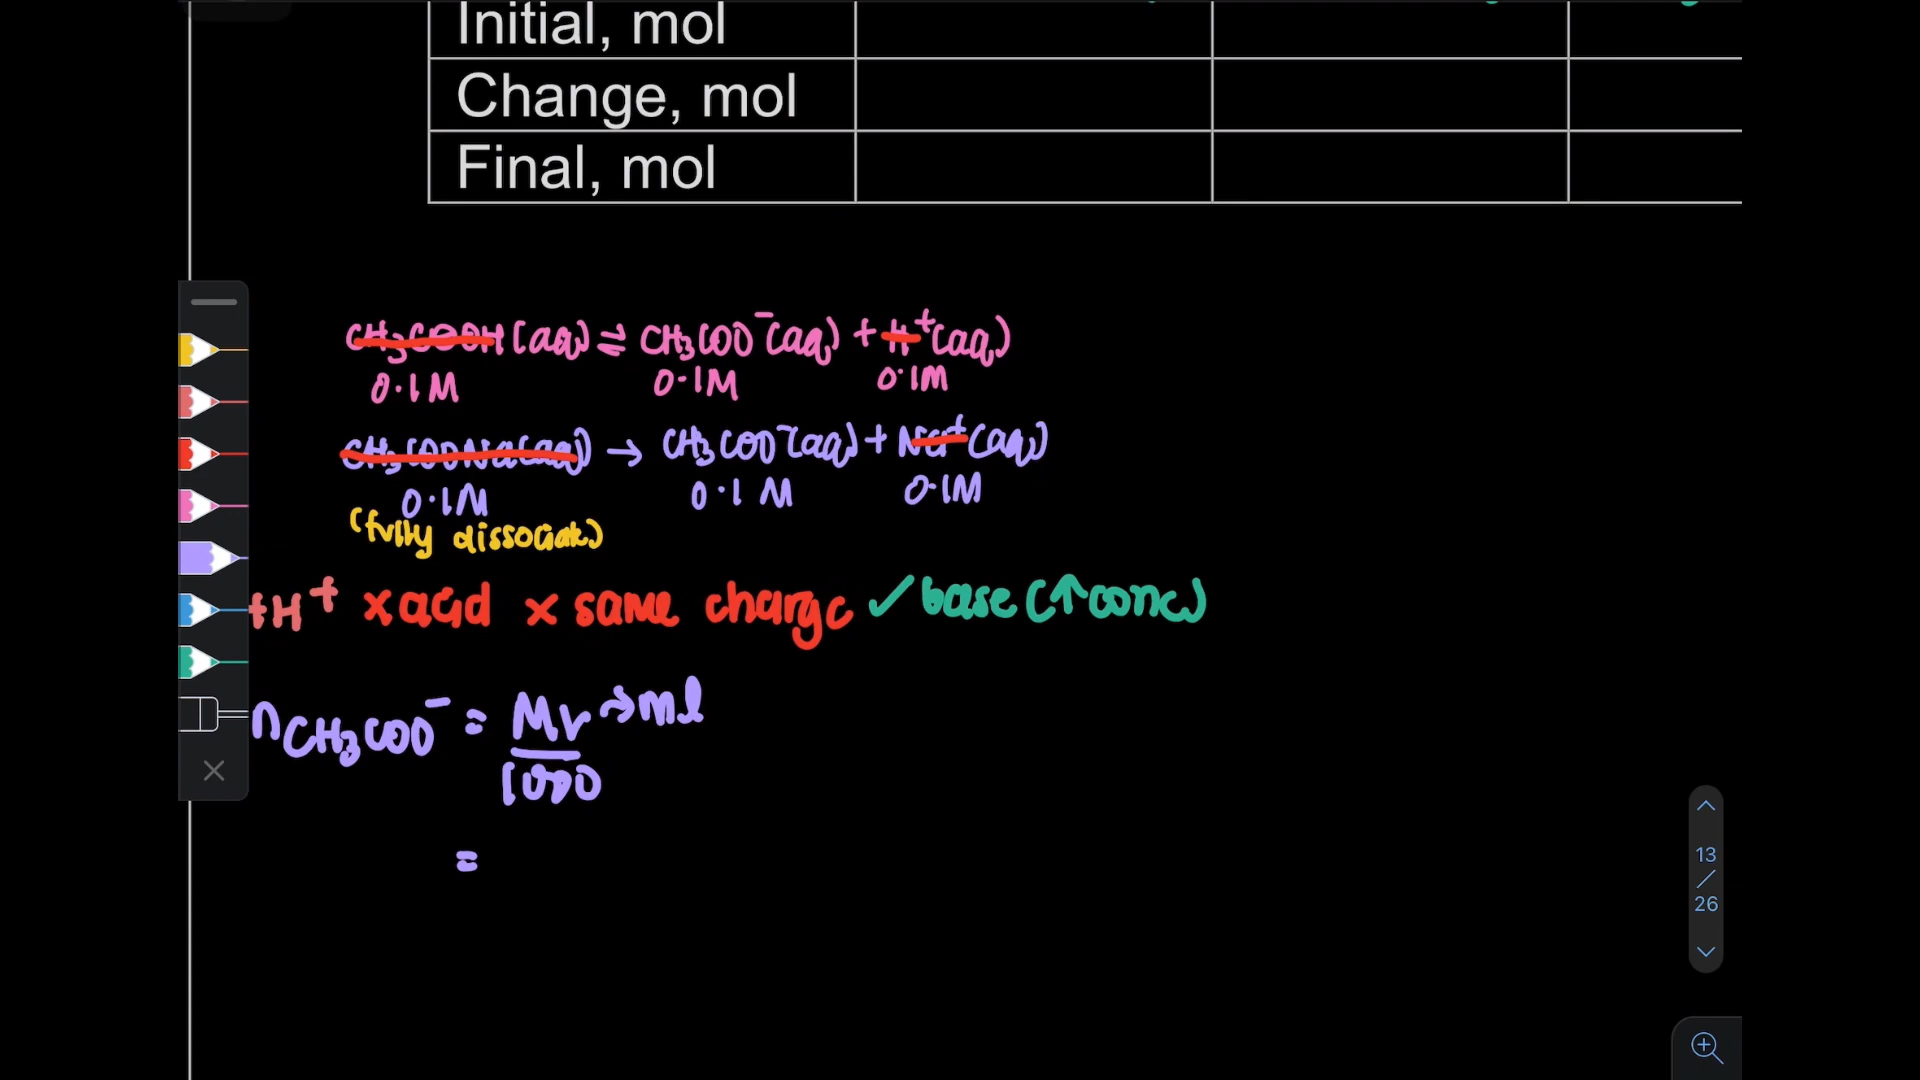 Initial, mol
Change, mol
Final, mol
CH₃COOH (aq) ⇌ CH₃COO⁻(aq) + H⁺(aq)
0.1M 0.1M 0.1M
CH₃COONa(aq) → CH₃COO⁻(aq) + Na⁺(aq)
0.1M 0.1 M 0.1M
(fully dissociate)
+H⁺ × acid × same charge ✓ base (↑conc)
nCH₃COO⁻ = MV → ml
1000
=
13
/
26